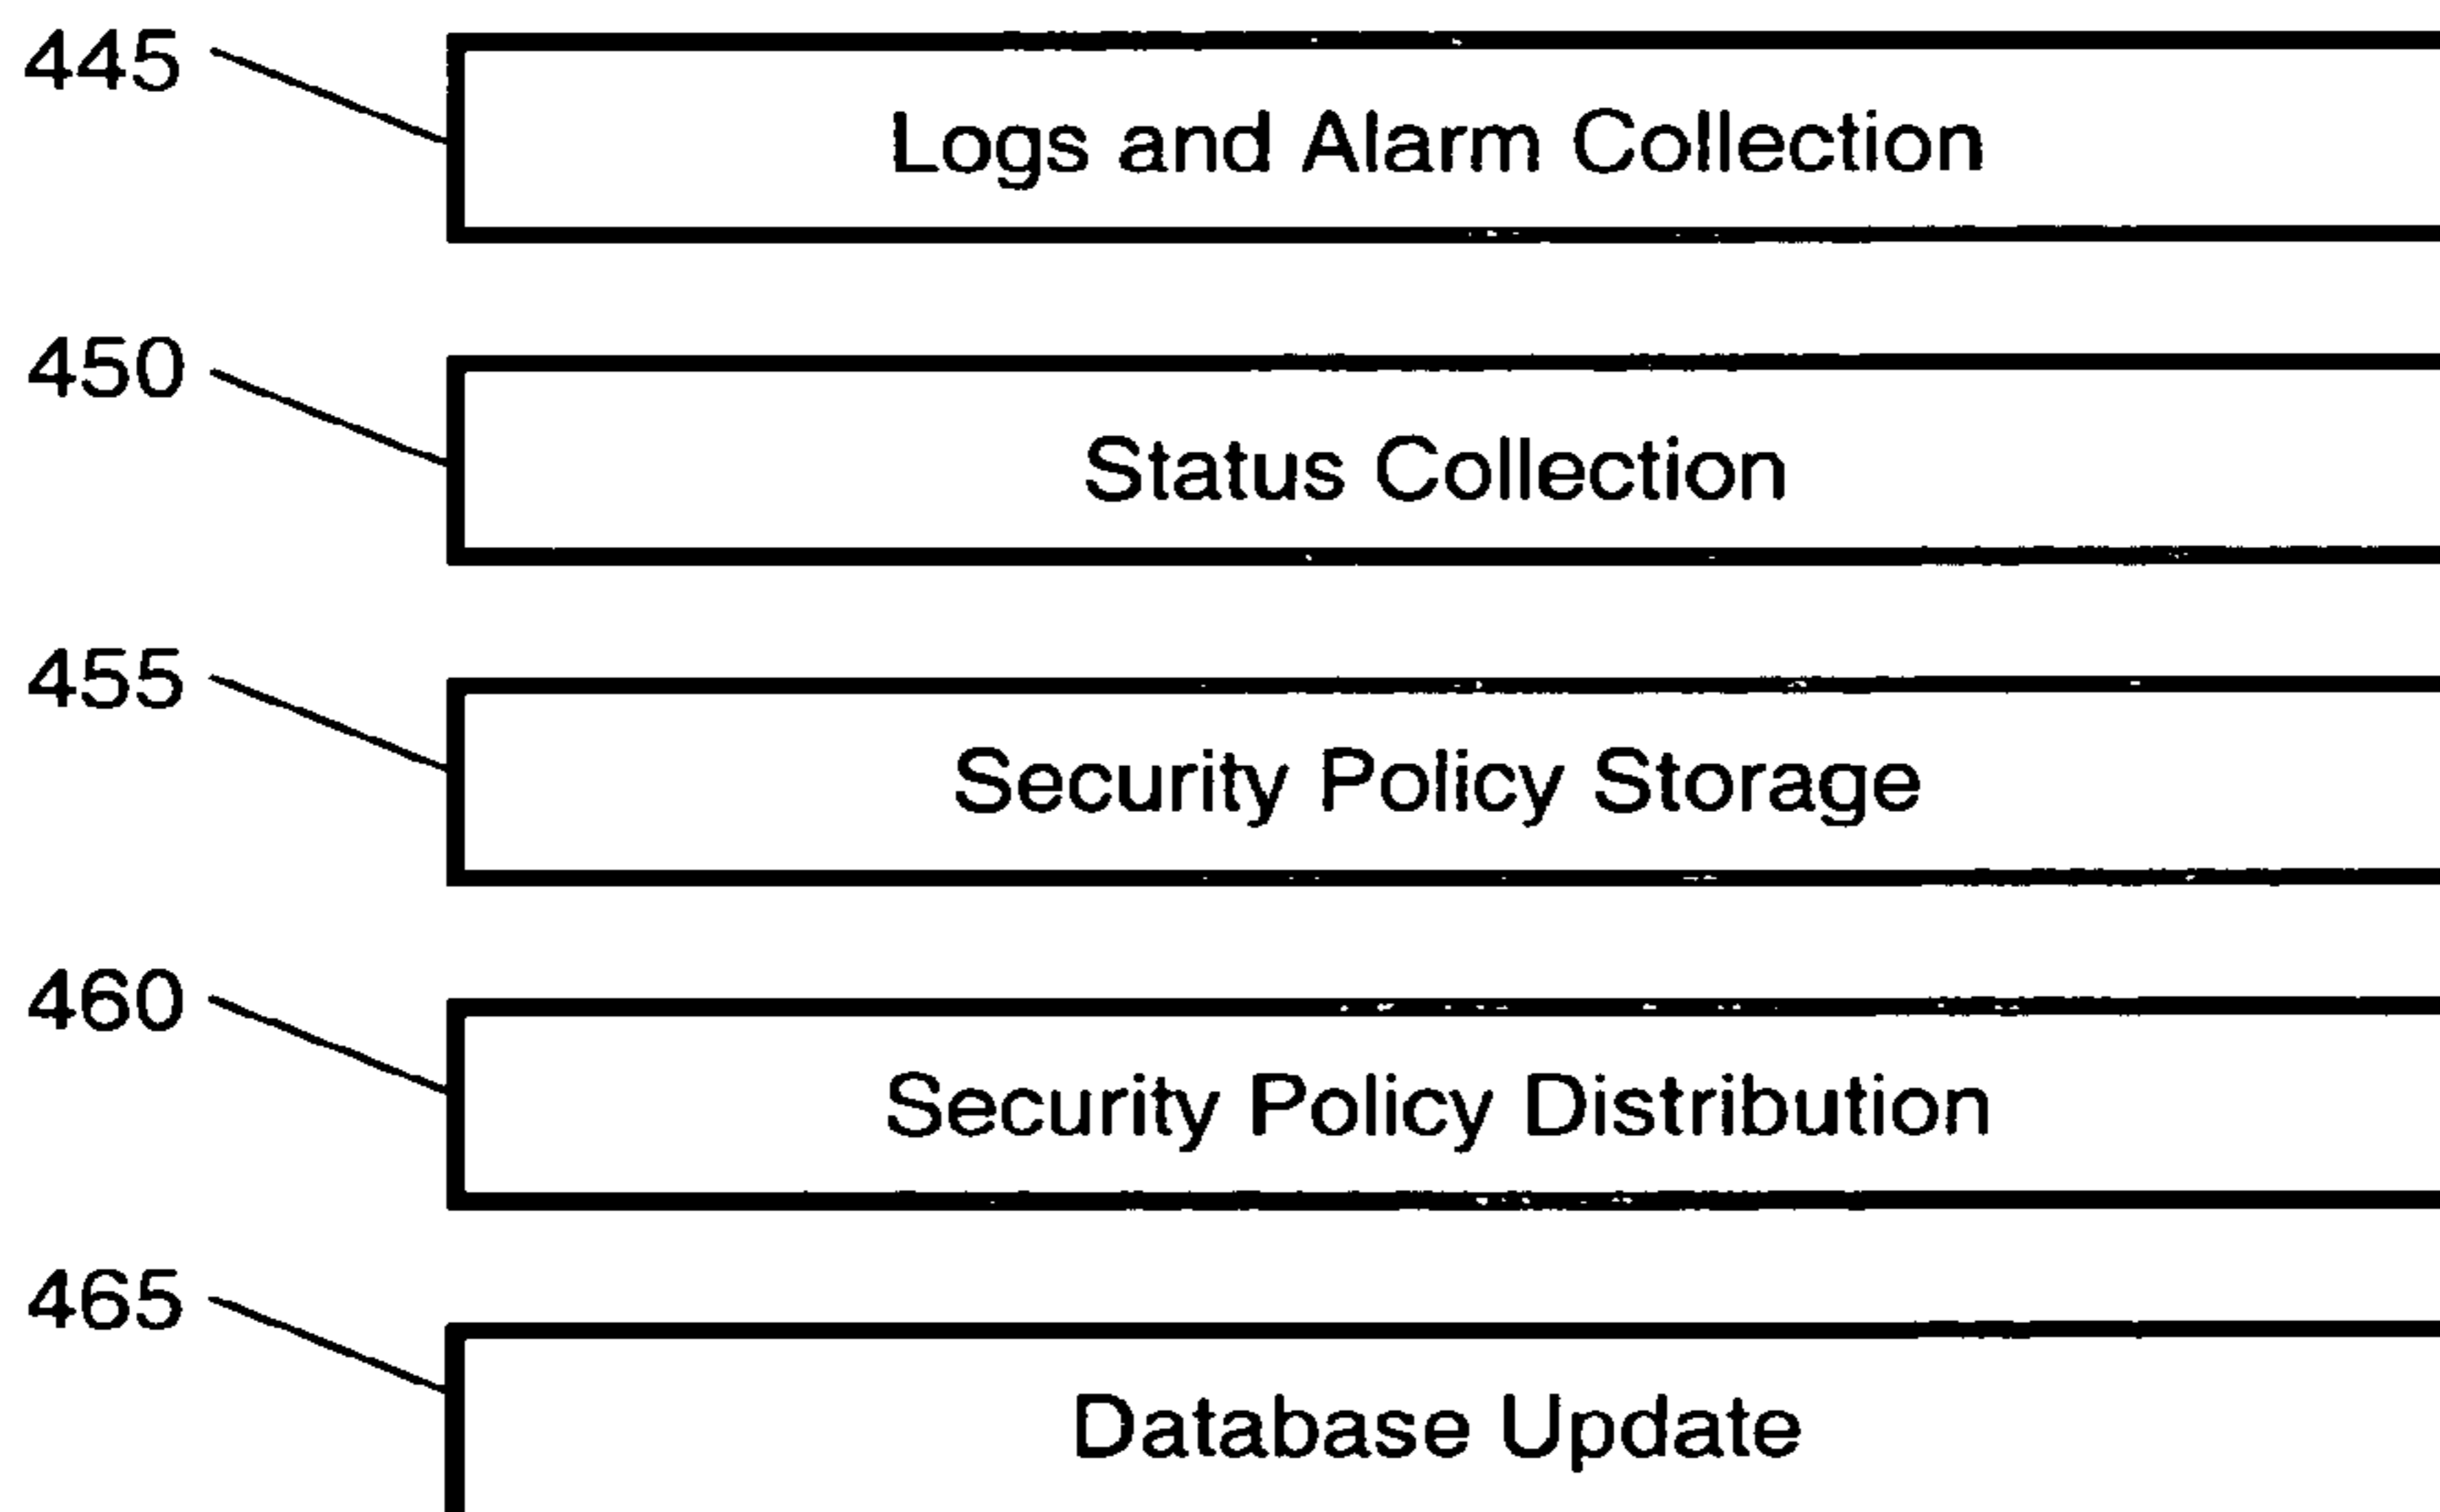 445
Logs and Alarm Collection
450
Status Collection
455
Security Policy Storage
460
Security Policy Distribution
465
Database Update